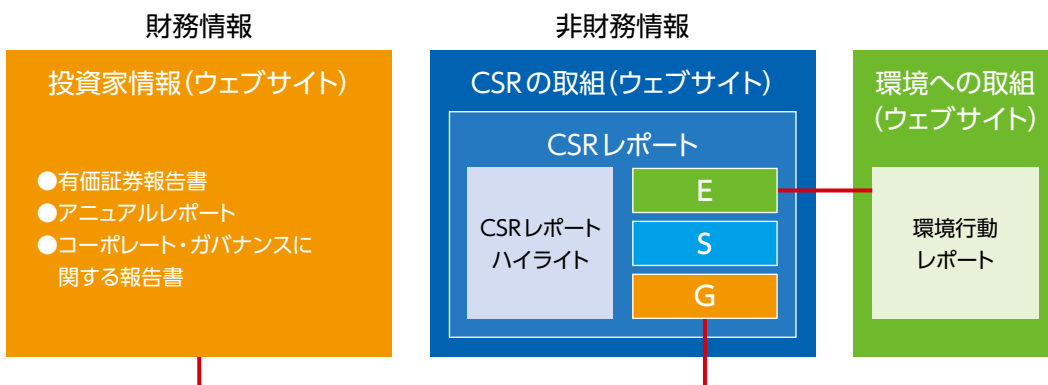 財務情報
非財務情報
投資家情報（ウェブサイト）
●有価証券報告書
●アニュアルレポート
●コーポレート・ガバナンスに
関する報告書
CSRの取組（ウェブサイト）
CSRレポート
CSRレポート
ハイライト
E
S
G
環境への取組
（ウェブサイト）
環境行動
レポート